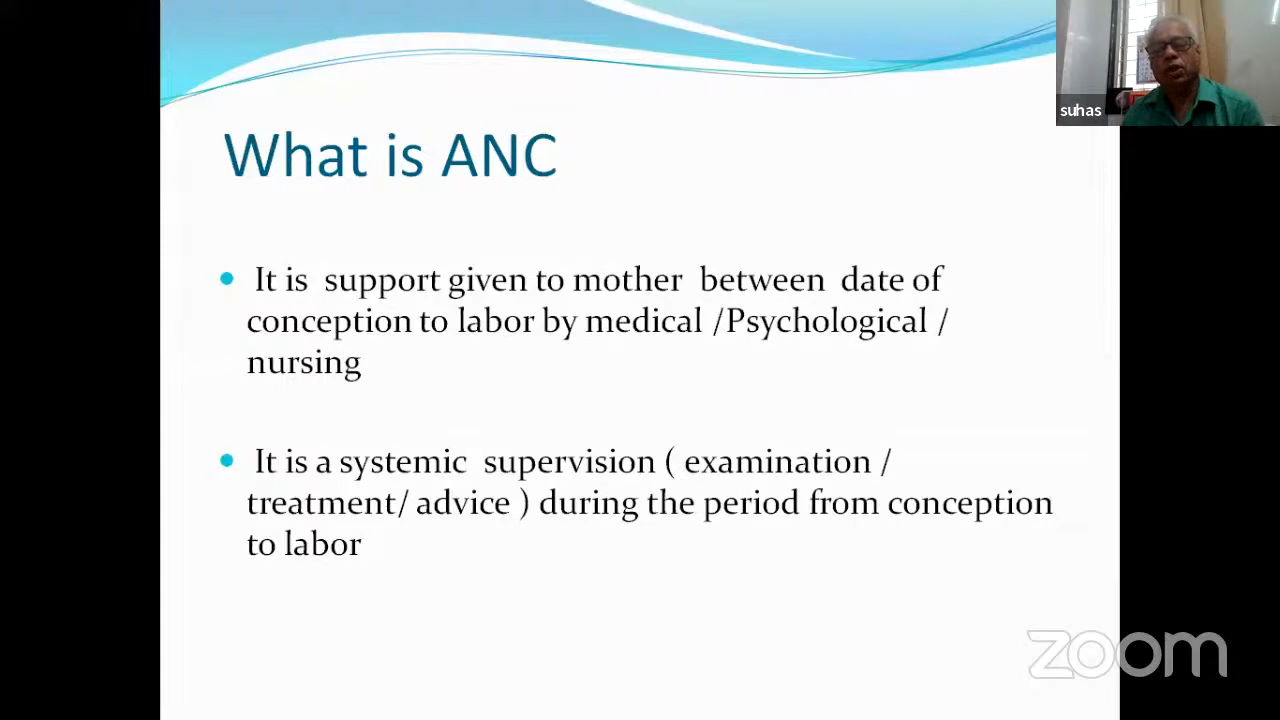 suhas
What is ANC
It is support given to mother between date of
conception to labor by medical /Psychological /
nursing
It is a systemic supervision ( examination /
treatment/ advice ) during the period from conception
to labor
zoom